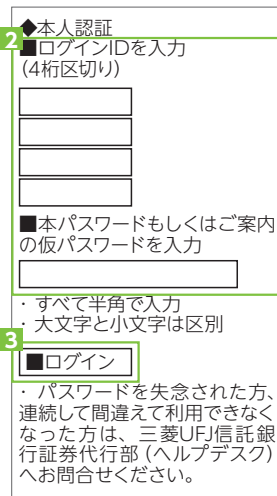 ◆本人認証
2
■ログインIDを入力
(4桁区切り)
■本パスワードもしくはご案内
の仮パスワードを入力
・すべて半角で入力
・大文字と小文字は区別
3
■ログイン
・パスワードを失念された方、
連続して間違えて利用できなく
なった方は、三菱UFJ信託銀
行証券代行部(ヘルプデスク)
へお問合せください。